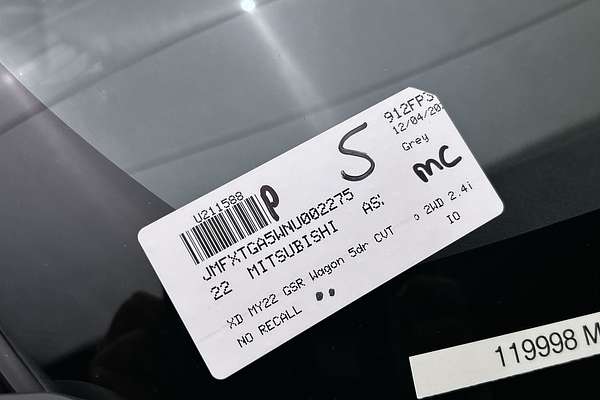 U211588 P S 912FP3
12/04/20
Grey
JMFXTGA5WNU002275 MC
22 MITSUBISHI AS:
XD MY22 GSR Wagon 5dr CVT 2WD 2.4i
NO RECALL IO
119998 M